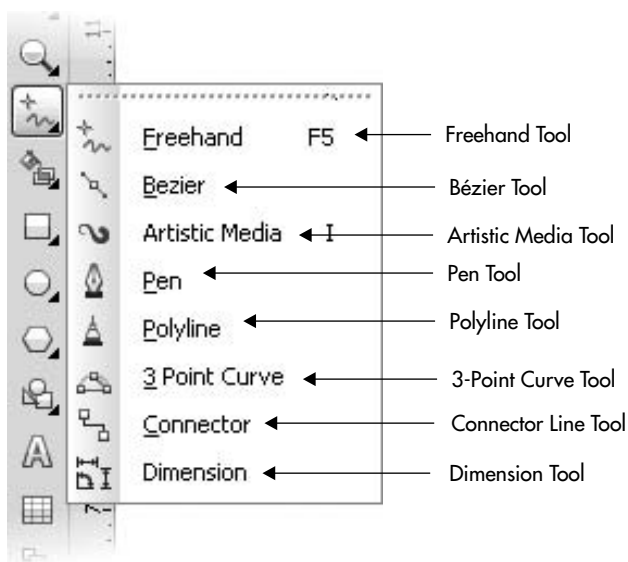 Freehand F5 Freehand Tool
Bezier Bézier Tool
Artistic Media I Artistic Media Tool
Pen Pen Tool
Polyline Polyline Tool
3 Point Curve 3-Point Curve Tool
Connector Connector Line Tool
Dimension Dimension Tool